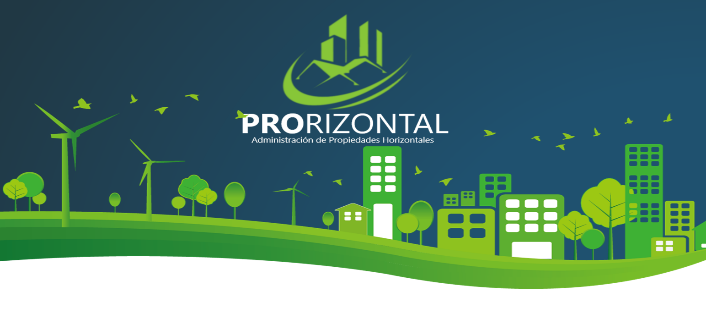 PRORIZONTAL
Administración de Propiedades Horizontales